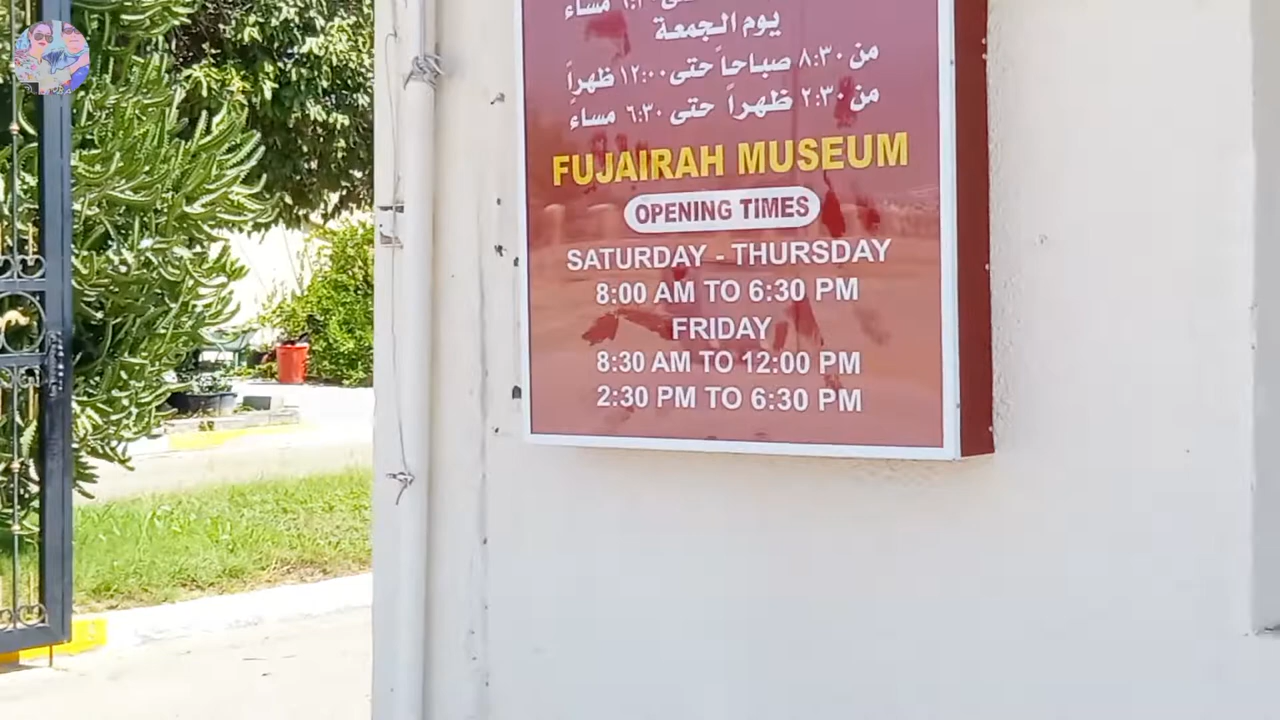 مساء
يوم الجمعة
من ٨:٣٠ صباحاً حتى ١٢:٠٠ ظهراً
من ٢:٣٠ ظهراً حتى ٦:٣٠ مساء
FUJAIRAH MUSEUM
OPENING TIMES
SATURDAY - THURSDAY
8:00 AM TO 6:30 PM
FRIDAY
8:30 AM TO 12:00 PM
2:30 PM TO 6:30 PM